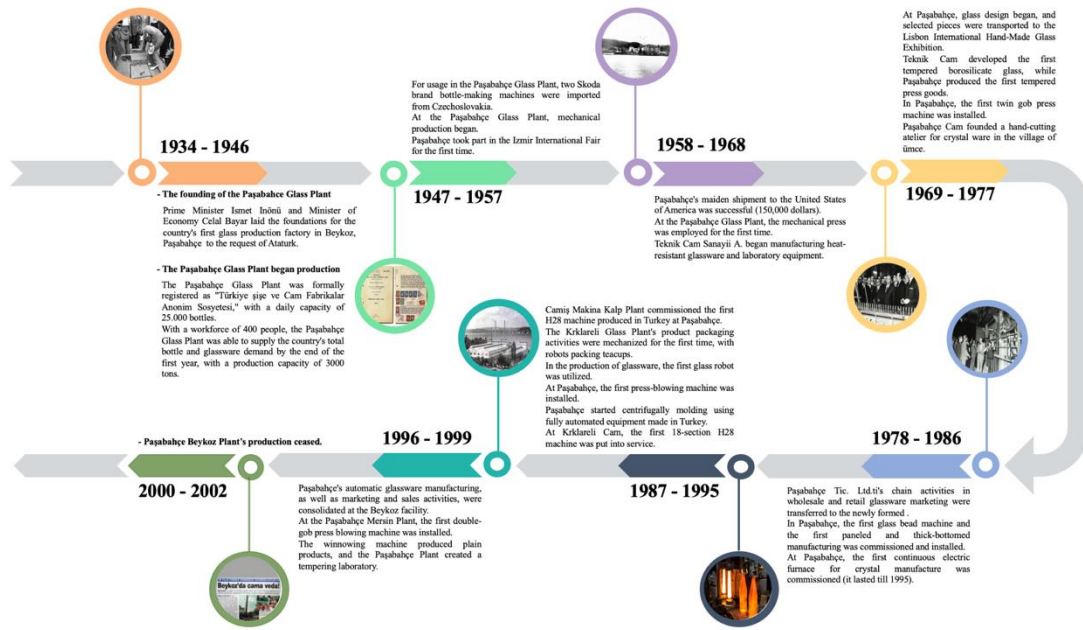 1934 - 1946
- The founding of the Paşabahce Glass Plant
Prime Minister Ismet Inönü and Minister of
Economy Celal Bayar laid the foundations for the
country's first glass production factory in Beykoz,
Paşabahçe to the request of Ataturk.
- The Paşabahçe Glass Plant began production
The Paşabahçe Glass Plant was formally
registered as "Türkiye şişe ve Cam Fabrikalar
Anonim Sosyetesi," with a daily capacity of
25.000 bottles.
With a workforce of 400 people, the Paşabahçe
Glass Plant was able to supply the country's total
bottle and glassware demand by the end of the
first year, with a production capacity of 3000
tons.
For usage in the Paşabahçe Glass Plant, two Skoda
brand bottle-making machines were imported
from Czechoslovakia.
At the Paşabahçe Glass Plant, mechanical
production began.
Paşabahçe took part in the Izmir International Fair
for the first time.
1947 - 1957
1958 - 1968
Paşabahçe's maiden shipment to the United States
of America was successful (150,000 dollars).
At the Paşabahçe Glass Plant, the mechanical press
was employed for the first time.
Teknik Cam Sanayii A. began manufacturing heat-
resistant glassware and laboratory equipment.
At Paşabahçe, glass design began, and
selected pieces were transported to the
Lisbon International Hand-Made Glass
Exhibition.
Teknik Cam developed the first
tempered borosilicate glass, while
Paşabahçe produced the first tempered
press goods.
In Paşabahçe, the first twin gob press
machine was installed.
Paşabahçe Cam founded a hand-cutting
atelier for crystal ware in the village of
ümce.
1969 - 1977
1978 - 1986
Paşabahçe Tic. Ltd.ti's chain activities in
wholesale and retail glassware marketing were
transferred to the newly formed .
In Paşabahçe, the first glass bead machine and
the first paneled and thick-bottomed
manufacturing was commissioned and installed.
At Paşabahçe, the first continuous electric
furnace for crystal manufacture was
commissioned (it lasted till 1995).
Camiş Makina Kalp Plant commissioned the first
H28 machine produced in Turkey at Paşabahçe.
The Krklareli Glass Plant's product packaging
activities were mechanized for the first time, with
robots packing teacups.
In the production of glassware, the first glass robot
was utilized.
At Paşabahçe, the first press-blowing machine was
installed.
Paşabahçe started centrifugally molding using
fully automated equipment made in Turkey.
At Krklareli Cam, the first 18-section H28
machine was put into service.
1987 - 1995
1996 - 1999
Paşabahçe's automatic glassware manufacturing,
as well as marketing and sales activities, were
consolidated at the Beykoz facility.
At the Paşabahçe Mersin Plant, the first double-
gob press blowing machine was installed.
The winnowing machine produced plain
products, and the Paşabahçe Plant created a
tempering laboratory.
- Paşabahçe Beykoz Plant's production ceased.
2000 - 2002
Beykoz'da cama veda!